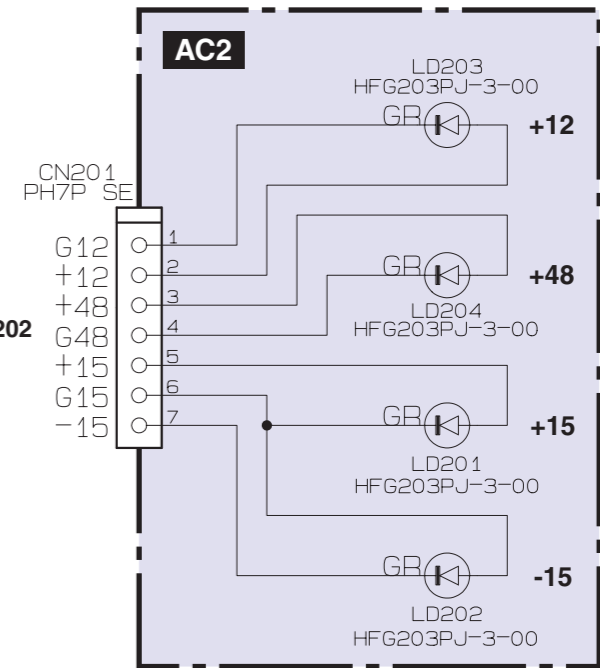 AC2
LD203
HFG203PJ-3-00
GR
+12
CN201
PH7P SE
G12
1
+12
2
+48
3
G48
4
+15
5
G15
6
-15
7
202
GR
+48
LD204
HFG203PJ-3-00
GR
+15
LD201
HFG203PJ-3-00
GR
-15
LD202
HFG203PJ-3-00